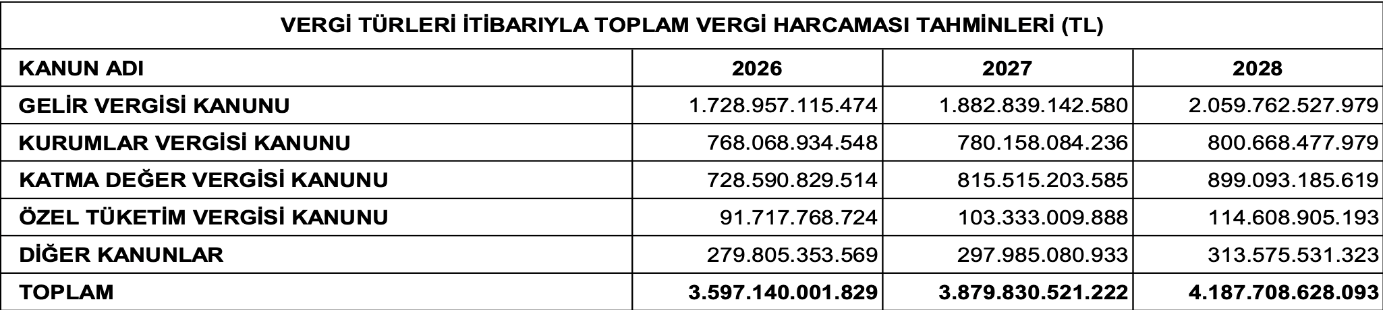 VERGİ TÜRLERİ İTİBARIYLA TOPLAM VERGİ HARCAMASI TAHMİNLERİ (TL)
KANUN ADI 2026 2027 2028
GELİR VERGİSİ KANUNU 1.728.957.115.474 1.882.839.142.580 2.059.762.527.979
KURUMLAR VERGİSİ KANUNU 768.068.934.548 780.158.084.236 800.668.477.979
KATMA DEĞER VERGİSİ KANUNU 728.590.829.514 815.515.203.585 899.093.185.619
ÖZEL TÜKETİM VERGİSİ KANUNU 91.717.768.724 103.333.009.888 114.608.905.193
DİĞER KANUNLAR 279.805.353.569 297.985.080.933 313.575.531.323
TOPLAM 3.597.140.001.829 3.879.830.521.222 4.187.708.628.093